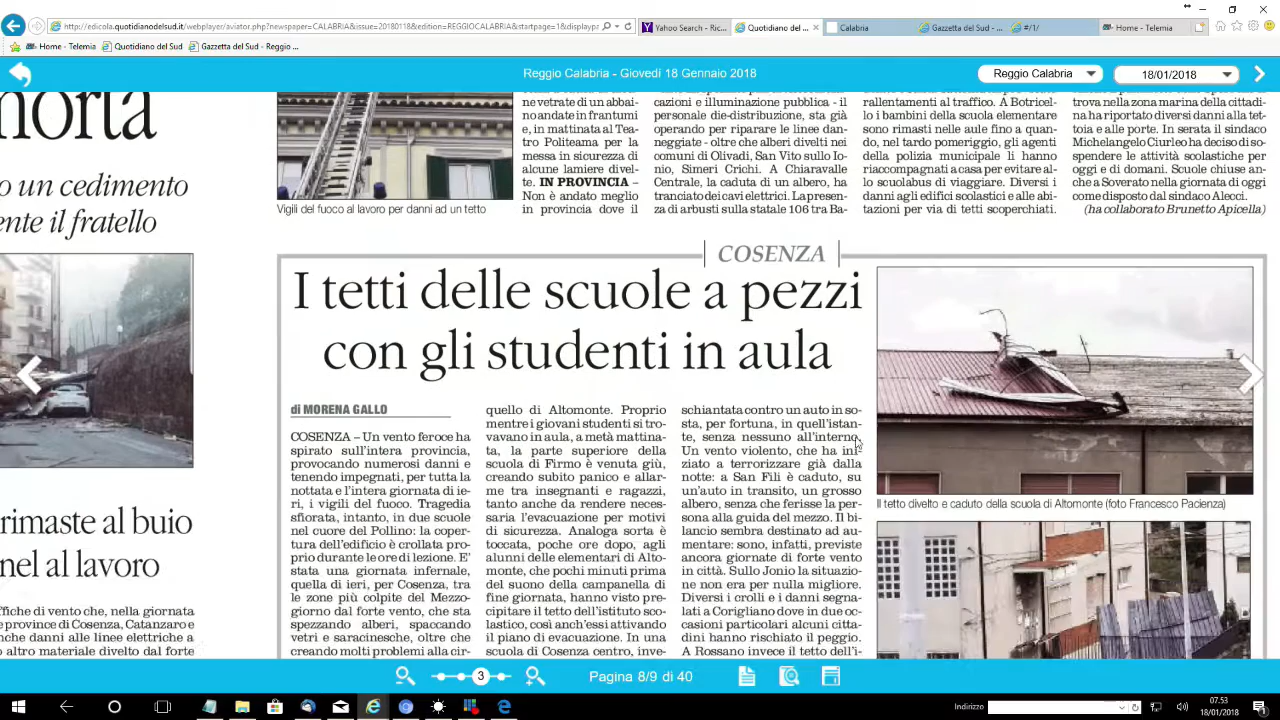 http://edicola.quotidianodelsud.it/webplayer/aviator.php?newspaper=CALABRIA&issue=20180118&edition=REGGIOCALABRIA&startpage=1&displayp
Yahoo Search - Ric...
Quotidiano del ...
Calabria
Gazzetta del Sud - ...
#/1/
Home - Telemia
Home - Telemia
Quotidiano del Sud
Gazzetta del Sud - Reggio ...
Reggio Calabria - Giovedì 18 Gennaio 2018
Reggio Calabria
18/01/2018
o un cedimento
ente il fratello
rimaste al buio
nel al lavoro
ffiche di vento che, nella giornata
e province di Cosenza, Catanzaro e
nche danni alle linee elettriche a
o altro materiale divelto dal forte
Vigili del fuoco al lavoro per danni ad un tetto
ne vetrate di un abbai-
no andate in frantumi
e, in mattinata al Tea-
tro Politeama per la
messa in sicurezza di
alcune lamiere divel-
te. IN PROVINCIA –
Non è andato meglio
in provincia dove il
cazioni e illuminazione pubblica - il
personale die-distribuzione, sta già
operando per riparare le linee dan-
neggiate - oltre che alberi divelti nei
comuni di Olivadi, San Vito sullo Io-
nio, Simeri Crichi. A Chiaravalle
Centrale, la caduta di un albero, ha
tranciato dei cavi elettrici. La presen-
za di arbusti sulla statale 106 tra Ba-
rallentamenti al traffico. A Botricel-
lo i bambini della scuola elementare
sono rimasti nelle aule fino a quan-
do, nel tardo pomeriggio, gli agenti
della polizia municipale li hanno
riaccompagnati a casa per evitare al-
lo scuolabus di viaggiare. Diversi i
danni agli edifici scolastici e alle abi-
tazioni per via di tetti scoperchiati.
trova nella zona marina della cittadi-
na ha riportato diversi danni alla tet-
toia e alle porte. In serata il sindaco
Michelangelo Ciurleo ha deciso di so-
spendere le attività scolastiche per
oggi e di domani. Scuole chiuse an-
che a Soverato nella giornata di oggi
come disposto dal sindaco Alecci.
(ha collaborato Brunetto Apicella)
COSENZA
I tetti delle scuole a pezzi
con gli studenti in aula
di MORENA GALLO
COSENZA – Un vento feroce ha
spirato sull'intera provincia,
provocando numerosi danni e
tenendo impegnati, per tutta la
nottata e l'intera giornata di ie-
ri, i vigili del fuoco. Tragedia
sfiorata, intanto, in due scuole
nel cuore del Pollino: la coper-
tura dell'edificio è crollata pro-
prio durante le ore di lezione. E'
stata una giornata infernale,
quella di ieri, per Cosenza, tra
le zone più colpite del Mezzo-
giorno dal forte vento, che sta
spezzando alberi, spaccando
vetri e saracinesche, oltre che
creando molti problemi alla cir-
quello di Altomonte. Proprio
mentre i giovani studenti si tro-
vavano in aula, a metà mattina-
ta, la parte superiore della
scuola di Firmo è venuta giù,
creando subito panico e allar-
me tra insegnanti e ragazzi,
tanto anche da rendere neces-
saria l'evacuazione per motivi
di sicurezza. Analoga sorta è
toccata, poche ore dopo, agli
alunni delle elementari di Alto-
monte, che pochi minuti prima
del suono della campanella di
fine giornata, hanno visto pre-
cipitare il tetto dell'istituto sco-
lastico, così anch'essi attivando
il piano di evacuazione. In una
scuola di Cosenza centro, inve-
schiantata contro un auto in so-
sta, per fortuna, in quell'istan-
te, senza nessuno all'interno.
Un vento violento, che ha ini-
ziato a terrorizzare già dalla
notte: a San Fili è caduto, su
un'auto in transito, un grosso
albero, senza che ferisse la per-
sona alla guida del mezzo. Il bi-
lancio sembra destinato ad au-
mentare: sono, infatti, previste
ancora giornate di forte vento
in città. Sullo Jonio la situazio-
ne non era per nulla migliore.
Diversi i crolli e i danni segna-
lati a Corigliano dove in due oc-
casioni particolari alcuni citta-
dini hanno rischiato il peggio.
A Rossano invece il tetto dell'i-
Il tetto divelto e caduto della scuola di Altomonte (foto Francesco Pacienza)
3
Pagina 8/9 di 40
Indirizzo
07.53
18/01/2018
1